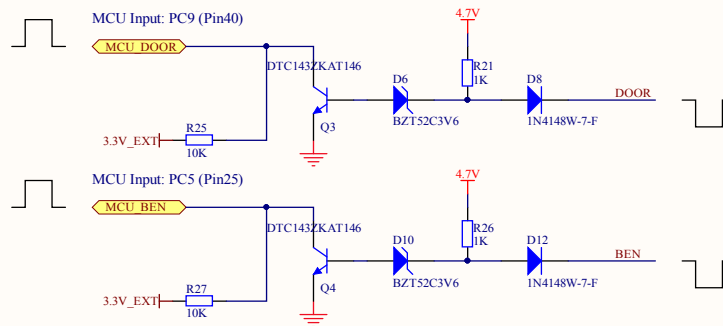 MCU Input: PC9 (Pin40)
4.7V
MCU_DOOR
DTC143ZKAT146
R21
1K
D6
D8
DOOR
Q3
BZT52C3V6
1N4148W-7-F
R25
3.3V_EXT
10K
MCU Input: PC5 (Pin25)
4.7V
MCU_BEN
DTC143ZKAT146
R26
1K
D10
D12
BEN
Q4
BZT52C3V6
1N4148W-7-F
R27
3.3V_EXT
10K